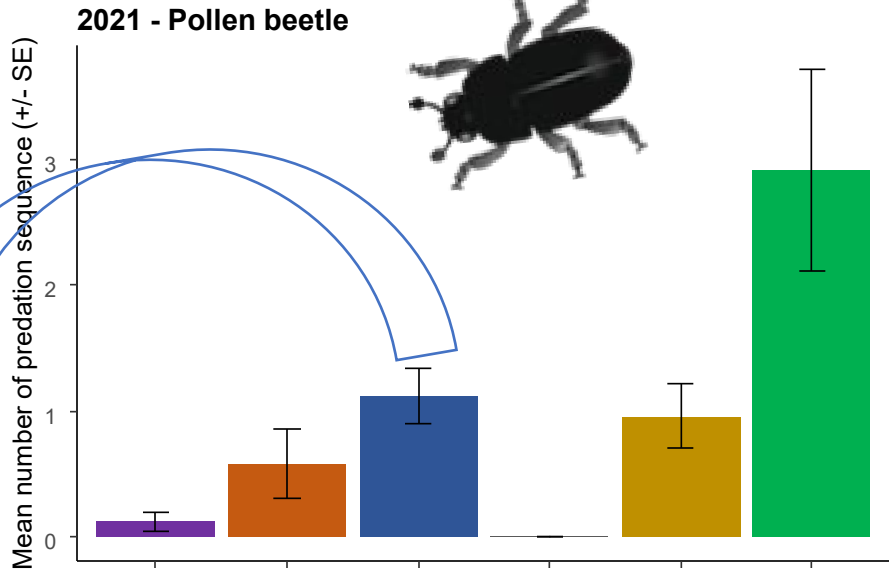 2021 - Pollen beetle
Mean number of predation sequence (+/- SE)
3
2
1
0